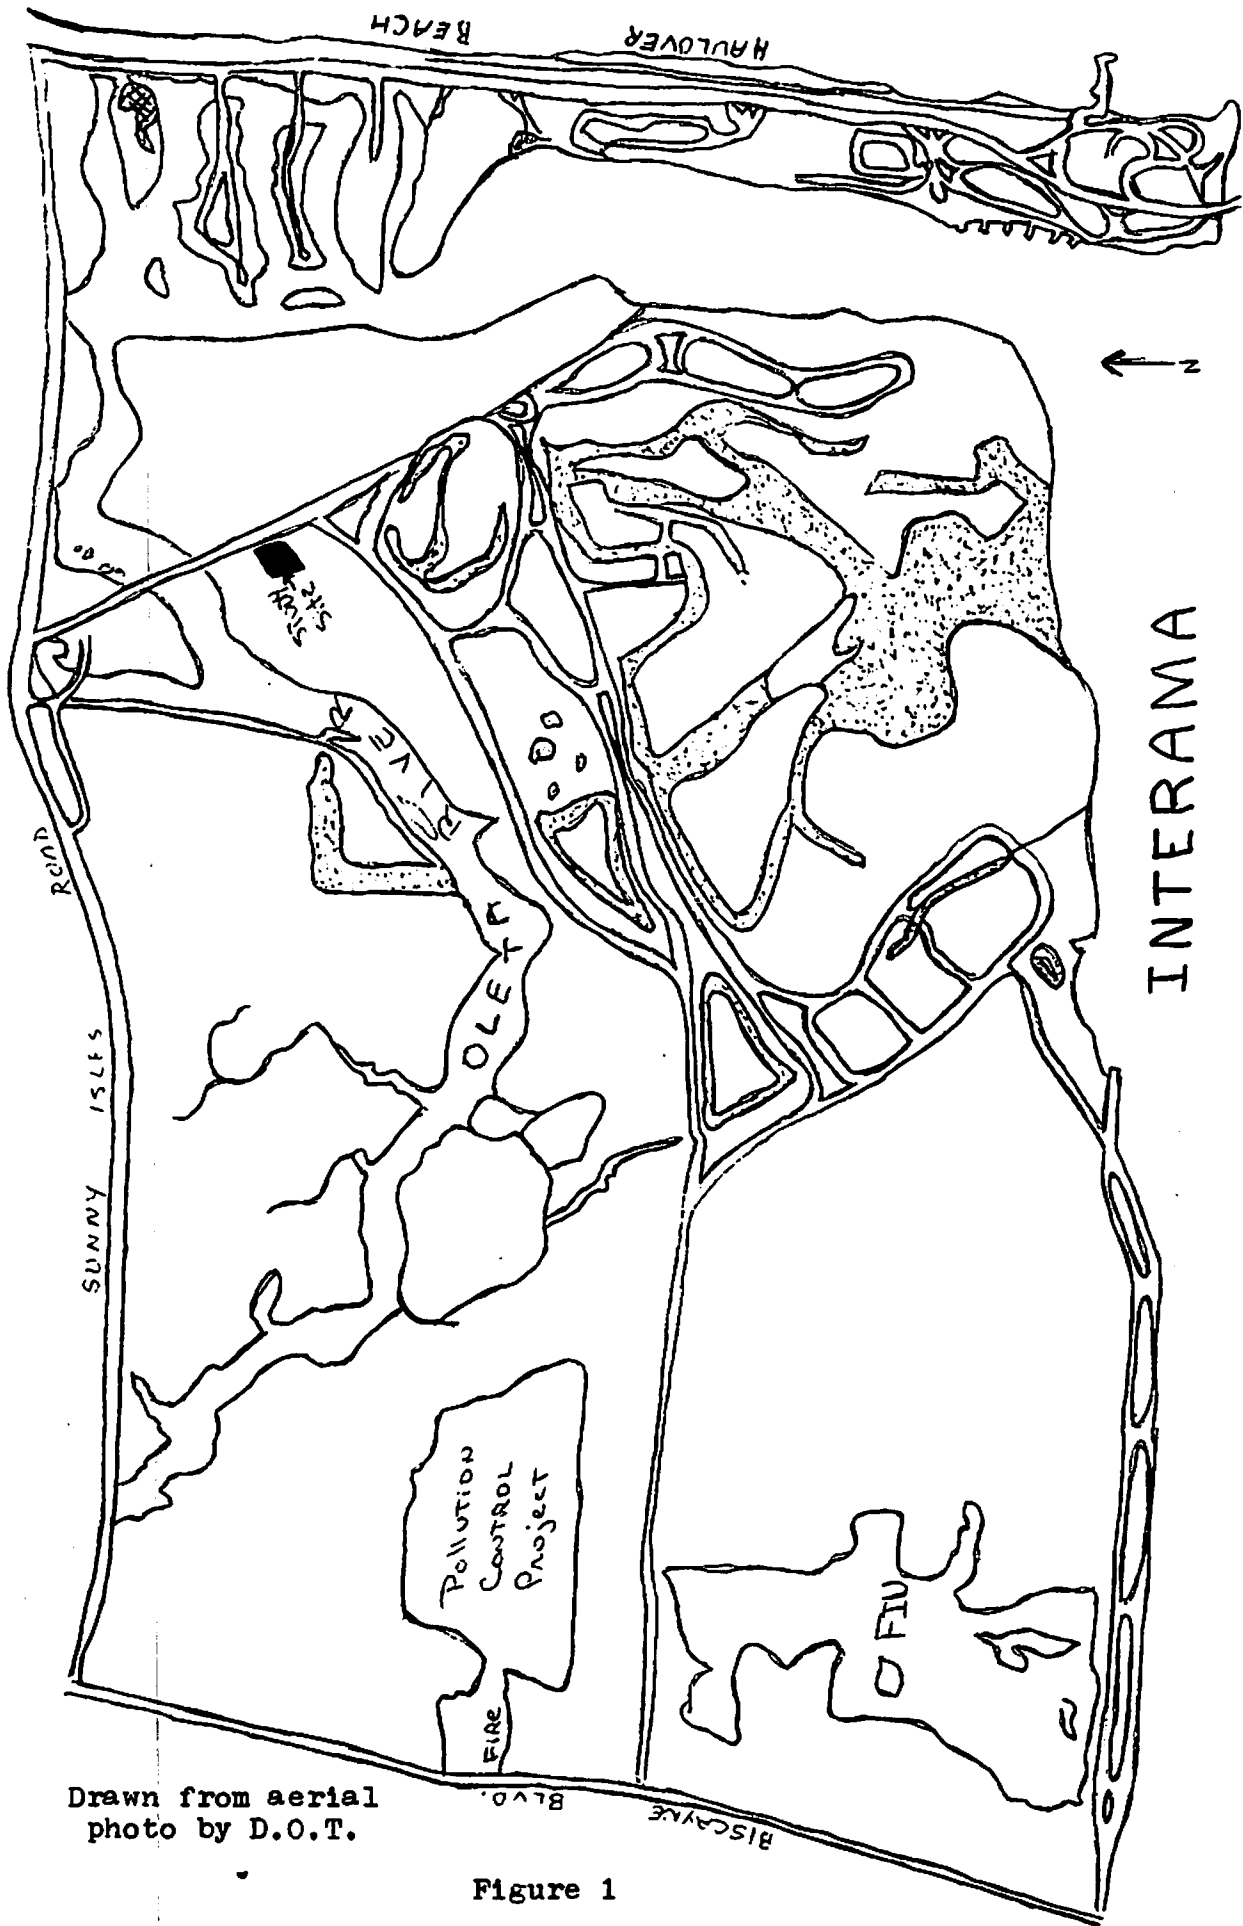 HAULOVER BEACH
N
Study
Site
SUNNY ISLES ROAD
OLETA RIVER
INTERAMA
Pollution
Control
Project
FIRE
FIU
BISCAYNE BLVD.
Drawn from aerial
photo by D.O.T.
Figure 1